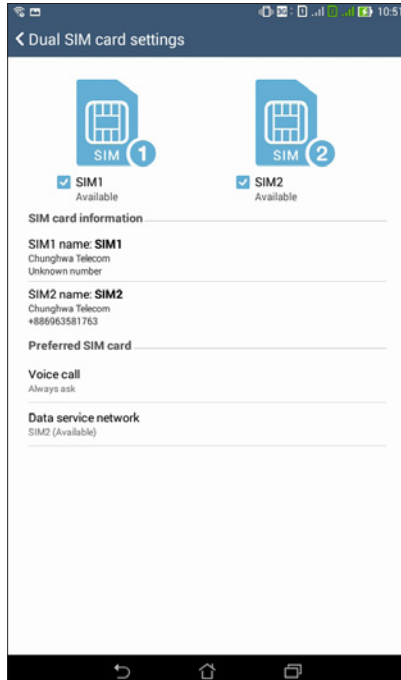 10:51
Dual SIM card settings
SIM 1
SIM 2
SIM1
Available
SIM2
Available
SIM card information
SIM1 name: SIM1
Chunghwa Telecom
Unknown number
SIM2 name: SIM2
Chunghwa Telecom
+886963581763
Preferred SIM card
Voice call
Always ask
Data service network
SIM2 (Available)